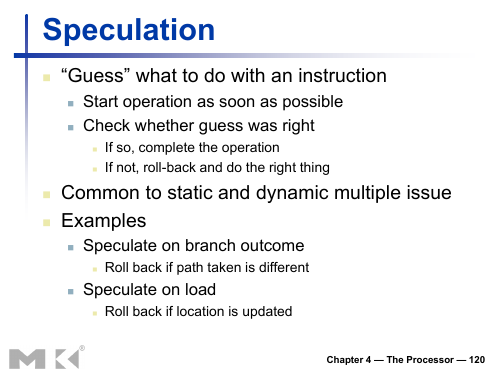 Speculation
“Guess” what to do with an instruction
Start operation as soon as possible
Check whether guess was right
If so, complete the operation
If not, roll-back and do the right thing
Common to static and dynamic multiple issue
Examples
Speculate on branch outcome
Roll back if path taken is different
Speculate on load
Roll back if location is updated
MK®
Chapter 4 — The Processor — 120